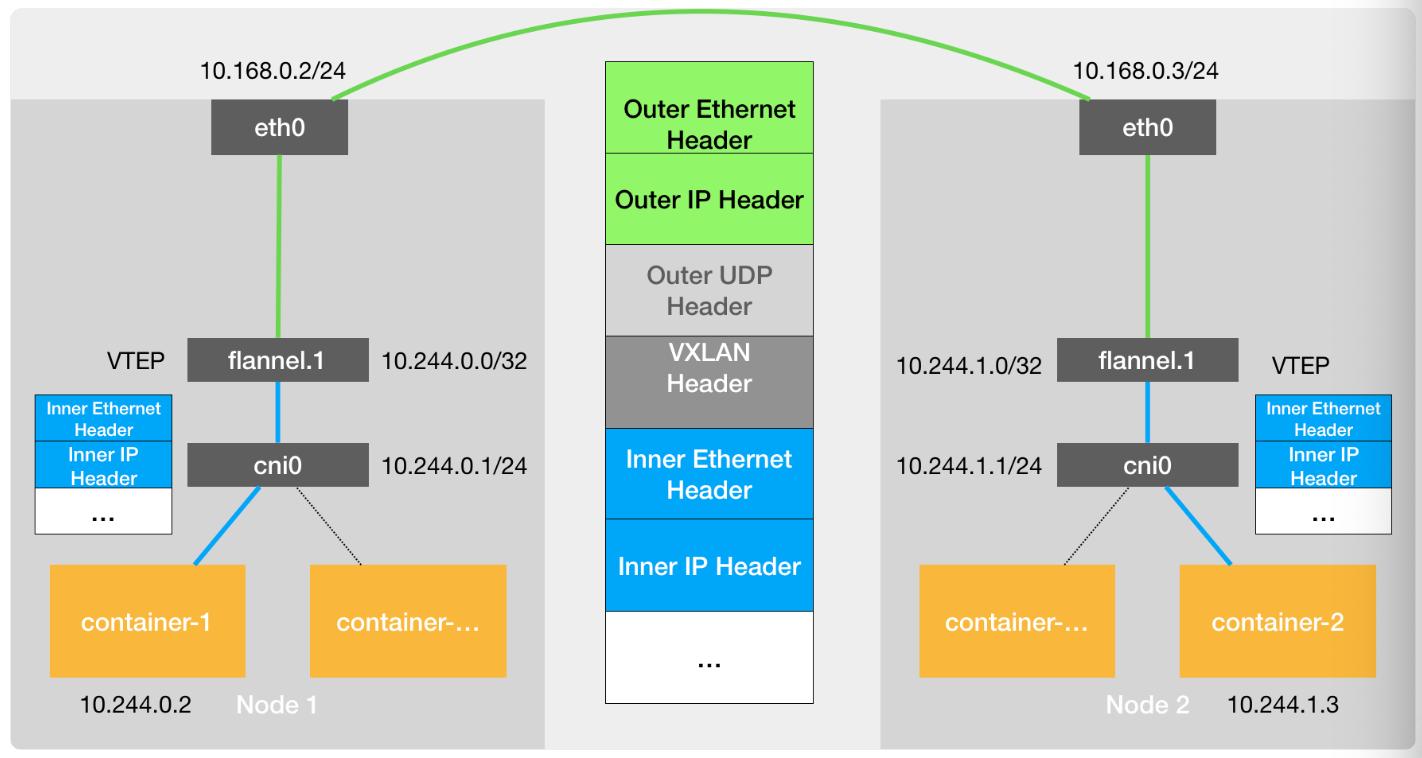 10.168.0.2/24
10.168.0.3/24
eth0
eth0
Outer Ethernet
Header
Outer IP Header
Outer UDP
Header
VXLAN
Header
Inner Ethernet
Header
Inner IP Header
...
VTEP
flannel.1
10.244.0.0/32
Inner Ethernet
Header
Inner IP
Header
...
cni0
10.244.0.1/24
container-1
container-...
10.244.0.2
Node 1
10.244.1.0/32
flannel.1
VTEP
10.244.1.1/24
cni0
Inner Ethernet
Header
Inner IP
Header
...
container-...
container-2
Node 2
10.244.1.3